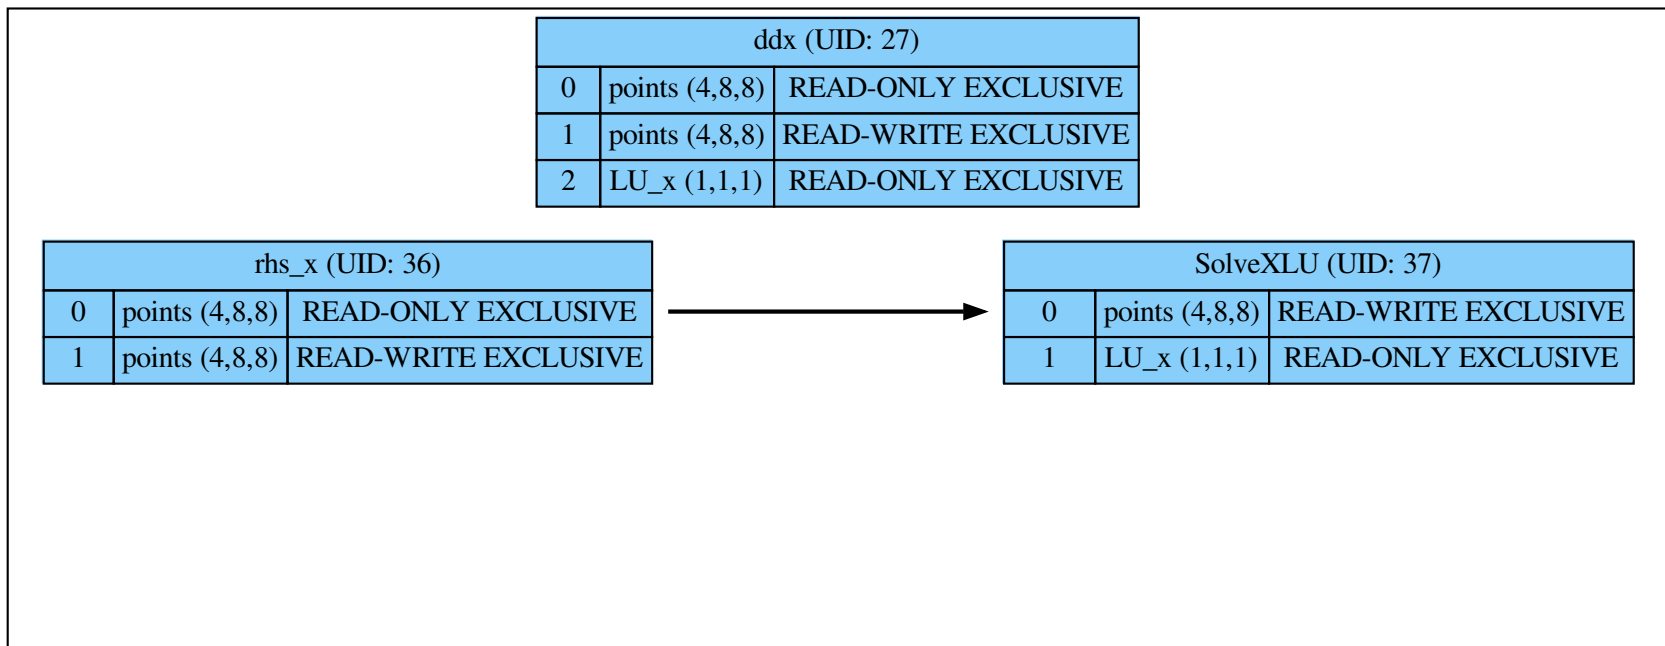 ddx (UID: 27)
0 points (4,8,8) READ-ONLY EXCLUSIVE
1 points (4,8,8) READ-WRITE EXCLUSIVE
2 LU_x (1,1,1) READ-ONLY EXCLUSIVE
rhs_x (UID: 36)
0 points (4,8,8) READ-ONLY EXCLUSIVE
1 points (4,8,8) READ-WRITE EXCLUSIVE
SolveXLU (UID: 37)
0 points (4,8,8) READ-WRITE EXCLUSIVE
1 LU_x (1,1,1) READ-ONLY EXCLUSIVE